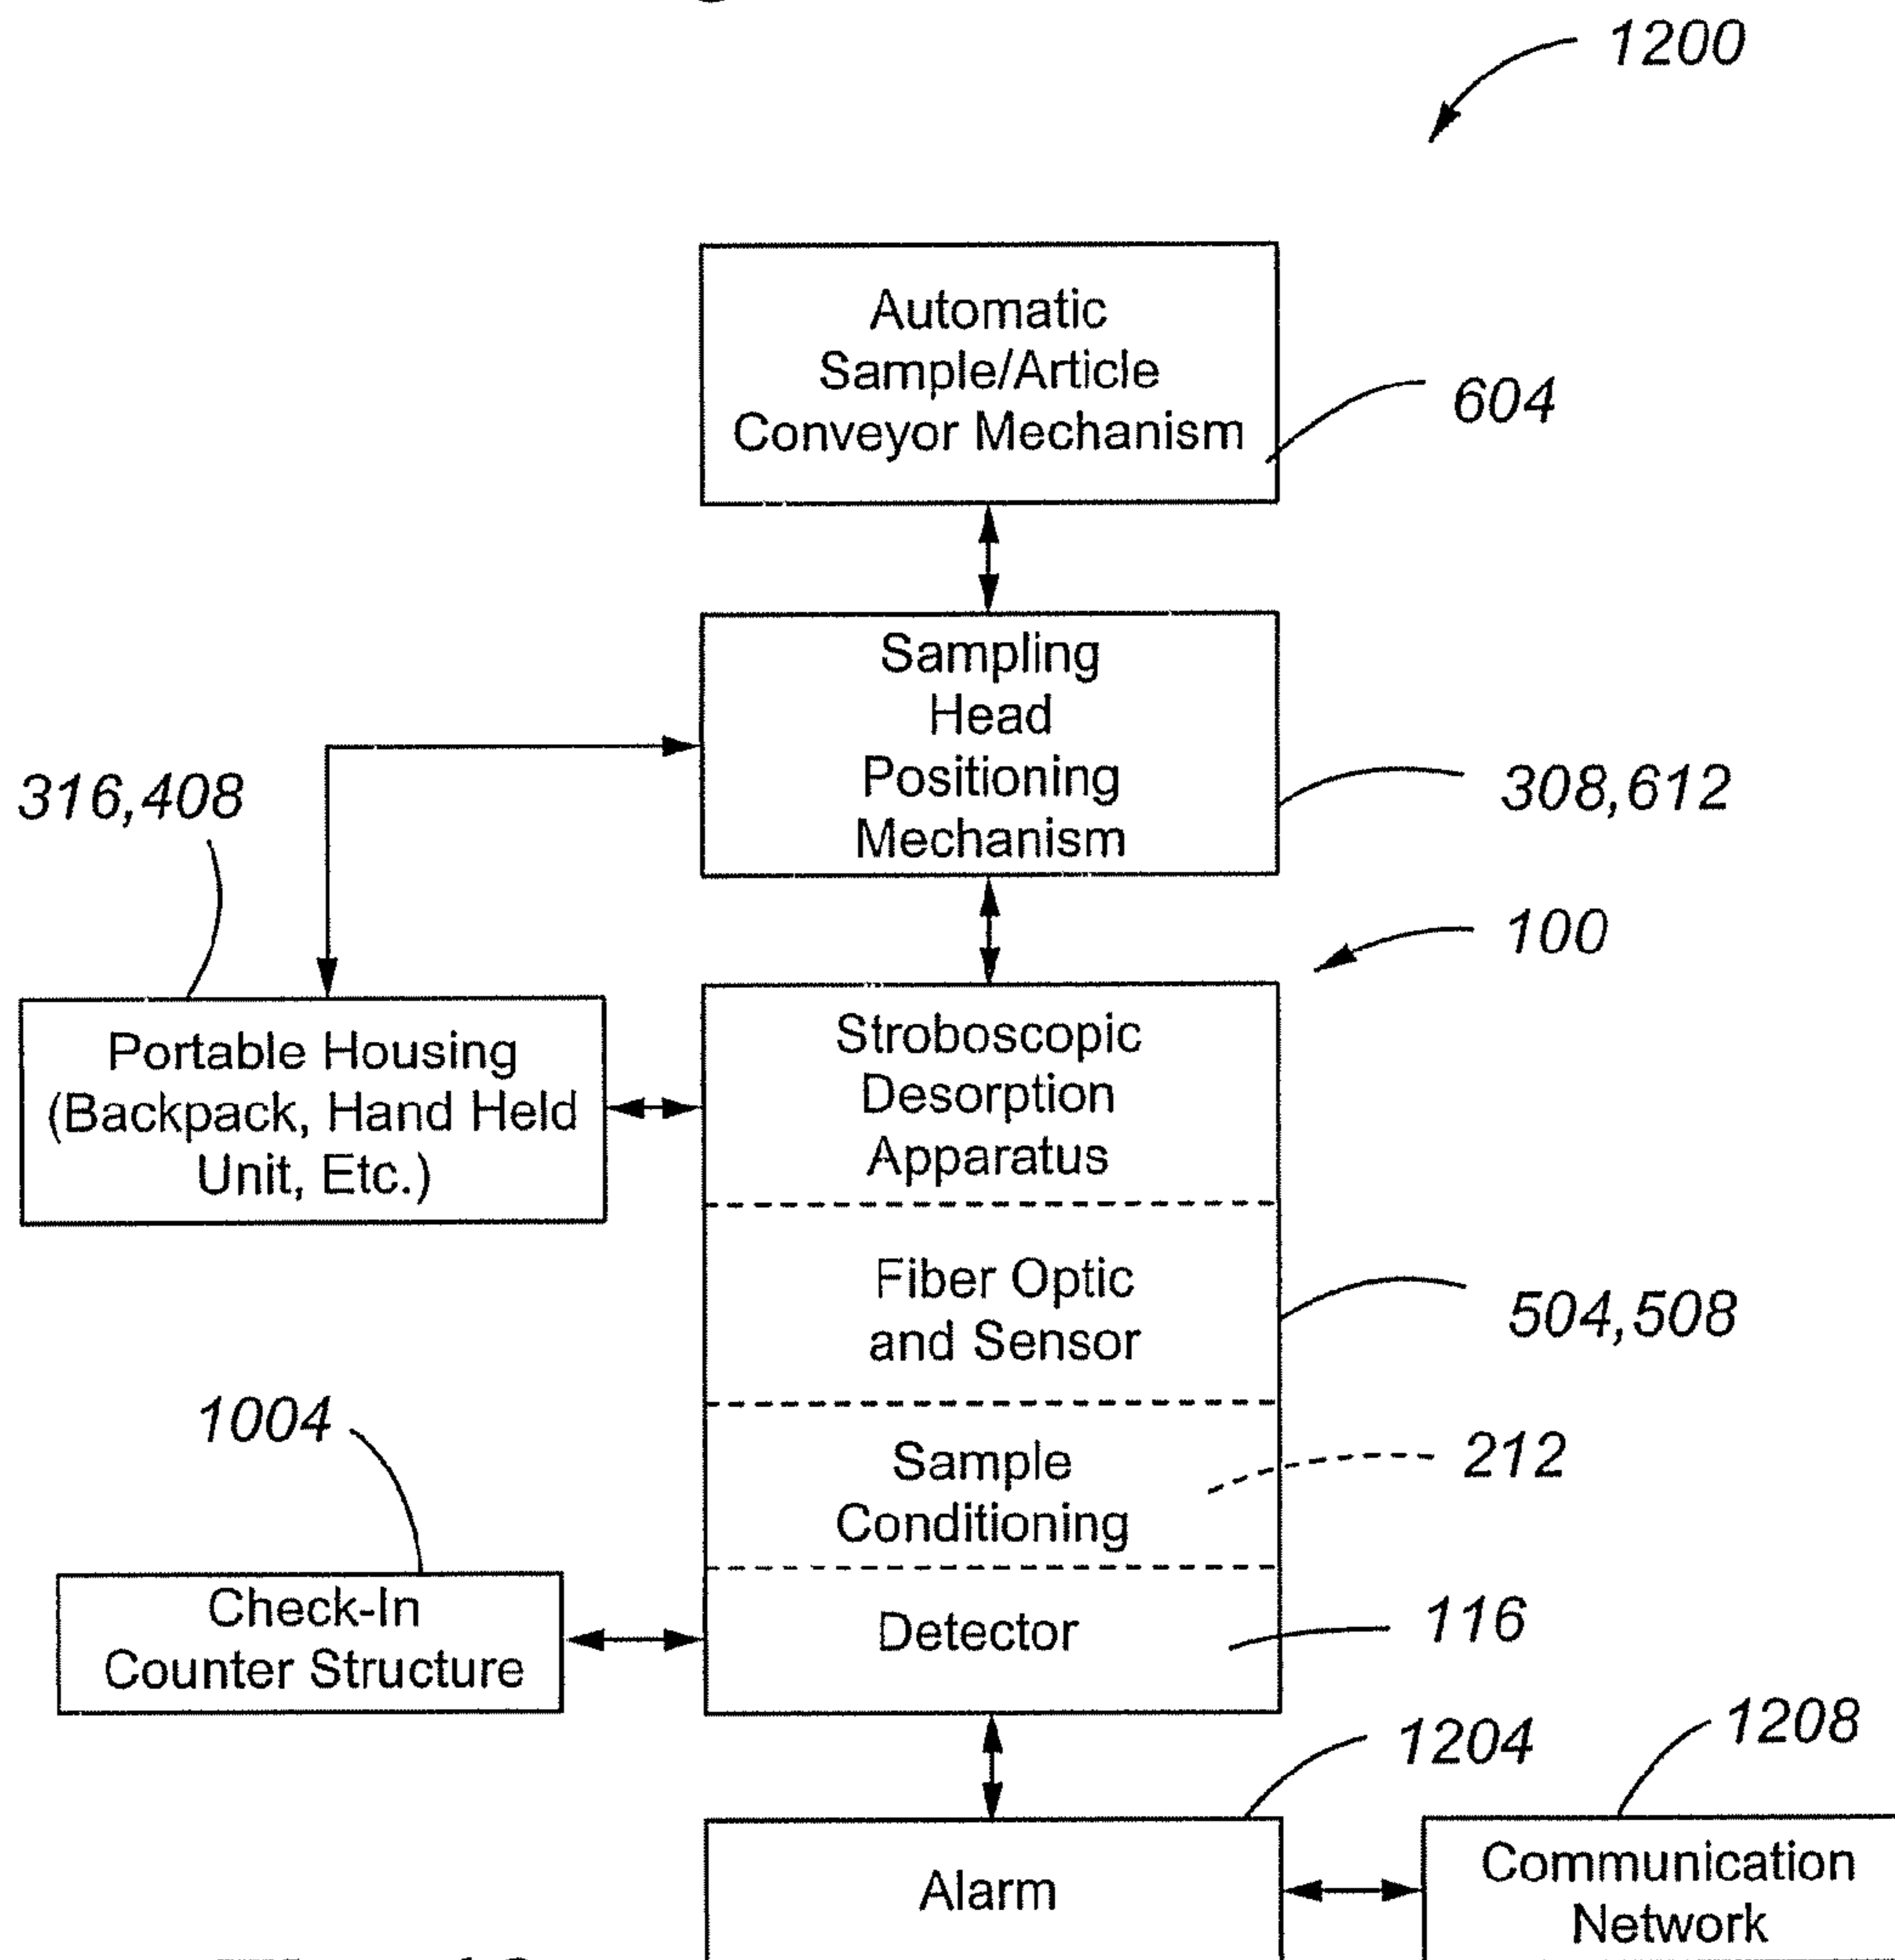 1200
Automatic
Sample/Article
Conveyor Mechanism
604
Sampling
Head
Positioning
Mechanism
308,612
316,408
100
Portable Housing
(Backpack, Hand Held
Unit, Etc.)
Stroboscopic
Desorption
Apparatus
Fiber Optic
and Sensor
504,508
Sample
Conditioning
212
1004
Check-In
Counter Structure
Detector
116
1204
1208
Alarm
Communication
Network